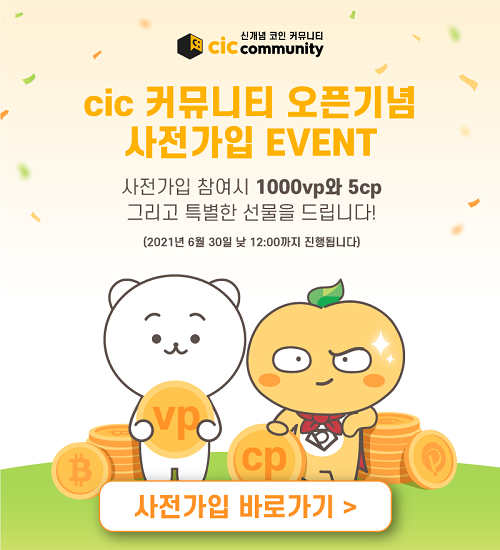 신개념 코인 커뮤니티
cic community
cic 커뮤니티 오픈기념
사전가입 EVENT
사전가입 참여시 1000vp와 5cp
그리고 특별한 선물을 드립니다!
(2021년 6월 30일 낮 12:00까지 진행됩니다)
vp
cp
사전가입 바로가기 >